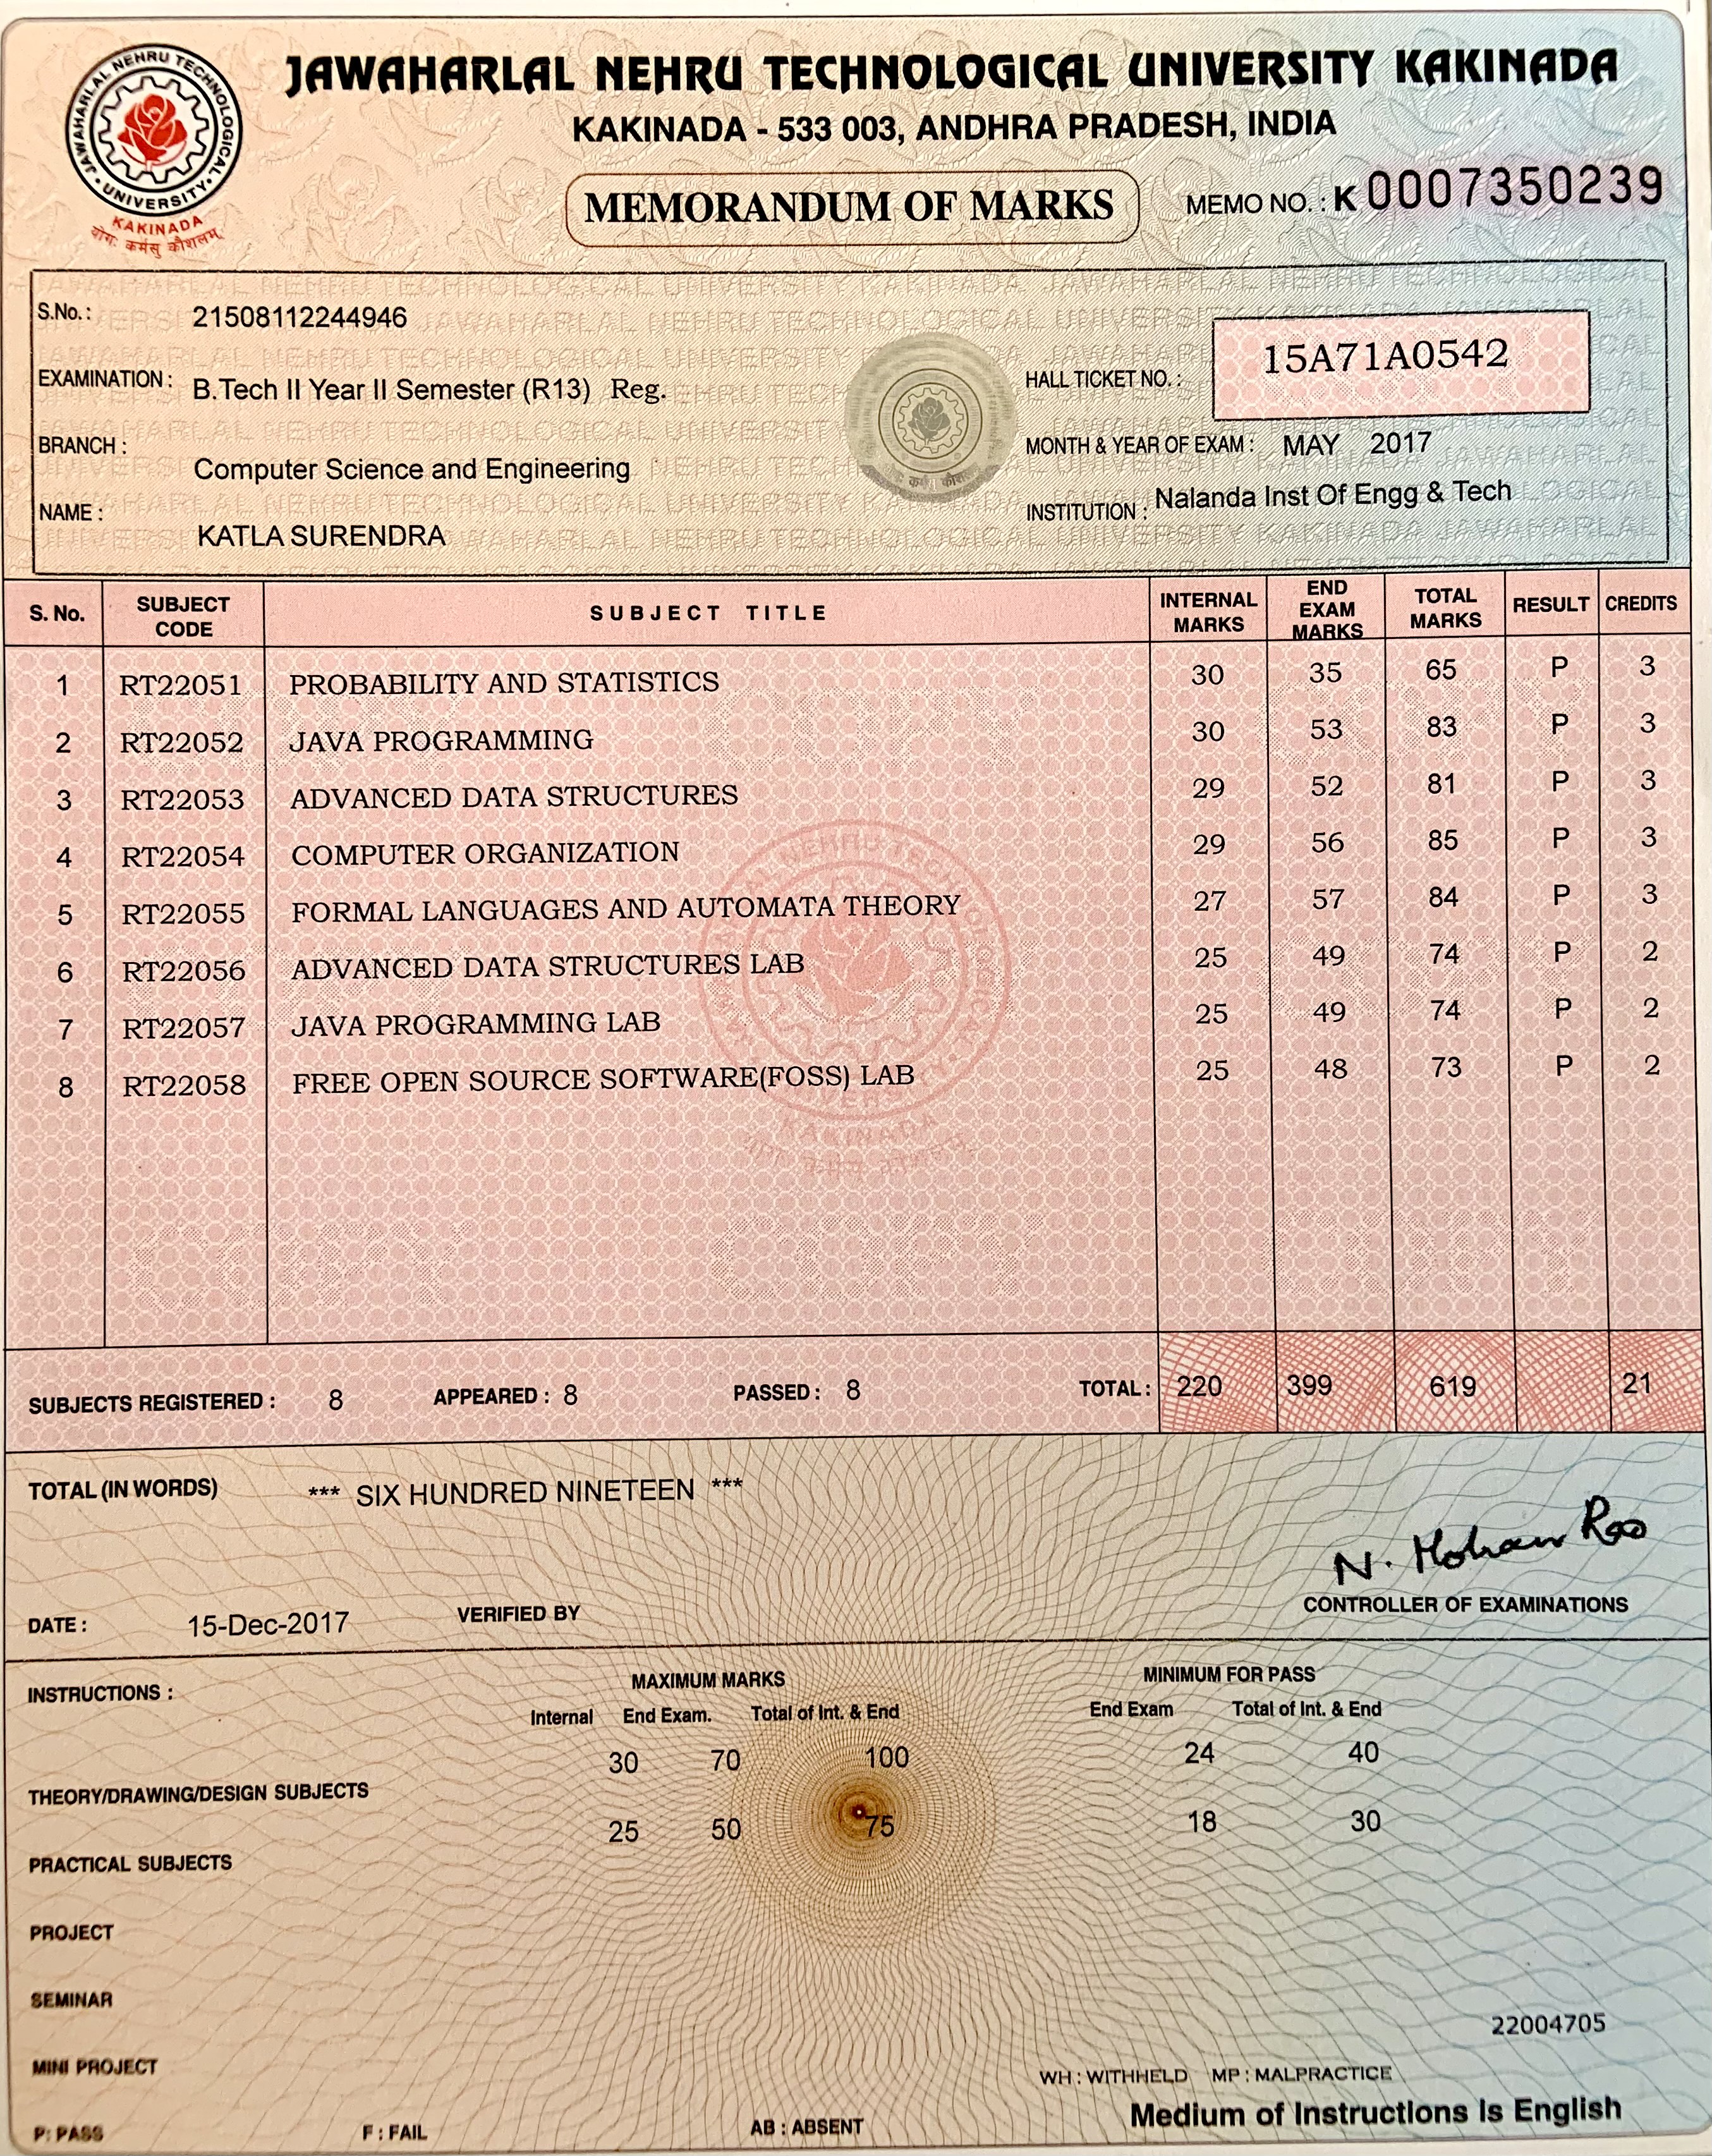 JAWAHARLAL NEHRU TECHNOLOGICAL UNIVERSITY KAKINADA
KAKINADA - 533 003, ANDHRA PRADESH, INDIA
MEMORANDUM OF MARKS
MEMO NO. : K 0007350239
JAWAHARLAL NEHRU TECHNOLOGICAL UNIVERSITY
KAKINADA
योगः कर्मसु कौशलम्
S.No. : 21508112244946
HALL TICKET NO. : 15A71A0542
EXAMINATION : B.Tech II Year II Semester (R13) Reg.
BRANCH : Computer Science and Engineering
MONTH & YEAR OF EXAM : MAY 2017
NAME : KATLA SURENDRA
INSTITUTION : Nalanda Inst Of Engg & Tech
S. No. SUBJECT CODE SUBJECT TITLE INTERNAL MARKS END EXAM MARKS TOTAL MARKS RESULT CREDITS
1 RT22051 PROBABILITY AND STATISTICS 30 35 65 P 3
2 RT22052 JAVA PROGRAMMING 30 53 83 P 3
3 RT22053 ADVANCED DATA STRUCTURES 29 52 81 P 3
4 RT22054 COMPUTER ORGANIZATION 29 56 85 P 3
5 RT22055 FORMAL LANGUAGES AND AUTOMATA THEORY 27 57 84 P 3
6 RT22056 ADVANCED DATA STRUCTURES LAB 25 49 74 P 2
7 RT22057 JAVA PROGRAMMING LAB 25 49 74 P 2
8 RT22058 FREE OPEN SOURCE SOFTWARE(FOSS) LAB 25 48 73 P 2
COPY COPY COPY
SUBJECTS REGISTERED : 8 APPEARED : 8 PASSED : 8 TOTAL : 220 399 619 21
TOTAL (IN WORDS) *** SIX HUNDRED NINETEEN ***
N. Mohan Rao
CONTROLLER OF EXAMINATIONS
DATE : 15-Dec-2017 VERIFIED BY
INSTRUCTIONS : MAXIMUM MARKS MINIMUM FOR PASS
Internal End Exam. Total of Int. & End End Exam Total of Int. & End
30 70 100 24 40
THEORY/DRAWING/DESIGN SUBJECTS
25 50 75 18 30
PRACTICAL SUBJECTS
PROJECT
SEMINAR
22004705
MINI PROJECT
WH : WITHHELD MP : MALPRACTICE
P: PASS F : FAIL AB : ABSENT
Medium of Instructions Is English